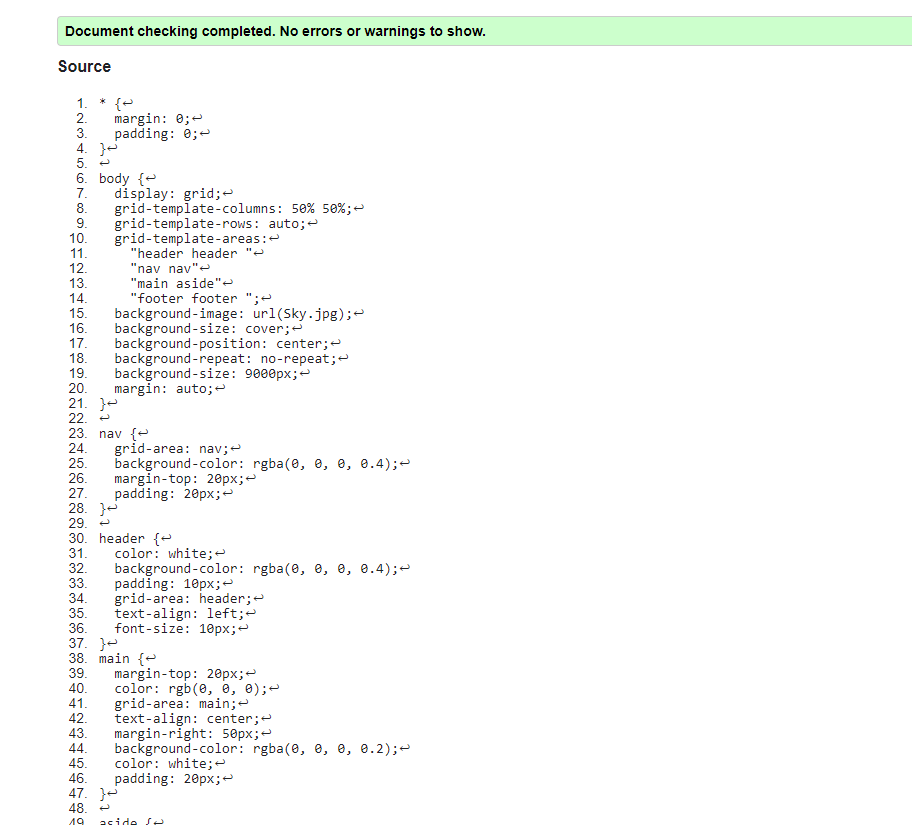 Document checking completed. No errors or warnings to show.
Source
1. * {↩
2.   margin: 0;↩
3.   padding: 0;↩
4. }↩
5. ↩
6. body {↩
7.   display: grid;↩
8.   grid-template-columns: 50% 50%;↩
9.   grid-template-rows: auto;↩
10.   grid-template-areas:↩
11.     "header header "↩
12.     "nav nav"↩
13.     "main aside"↩
14.     "footer footer ";↩
15.   background-image: url(Sky.jpg);↩
16.   background-size: cover;↩
17.   background-position: center;↩
18.   background-repeat: no-repeat;↩
19.   background-size: 9000px;↩
20.   margin: auto;↩
21. }↩
22. ↩
23. nav {↩
24.   grid-area: nav;↩
25.   background-color: rgba(0, 0, 0, 0.4);↩
26.   margin-top: 20px;↩
27.   padding: 20px;↩
28. }↩
29. ↩
30. header {↩
31.   color: white;↩
32.   background-color: rgba(0, 0, 0, 0.4);↩
33.   padding: 10px;↩
34.   grid-area: header;↩
35.   text-align: left;↩
36.   font-size: 10px;↩
37. }↩
38. main {↩
39.   margin-top: 20px;↩
40.   color: rgb(0, 0, 0);↩
41.   grid-area: main;↩
42.   text-align: center;↩
43.   margin-right: 50px;↩
44.   background-color: rgba(0, 0, 0, 0.2);↩
45.   color: white;↩
46.   padding: 20px;↩
47. }↩
48. ↩
49. aside {↩